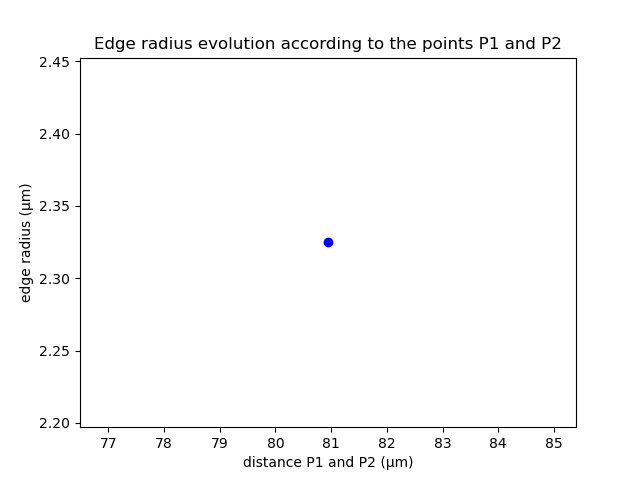 Edge radius evolution according to the points P1 and P2
2.45
2.40
2.35
2.30
2.25
2.20
edge radius (μm)
77 78 79 80 81 82 83 84 85
distance P1 and P2 (μm)